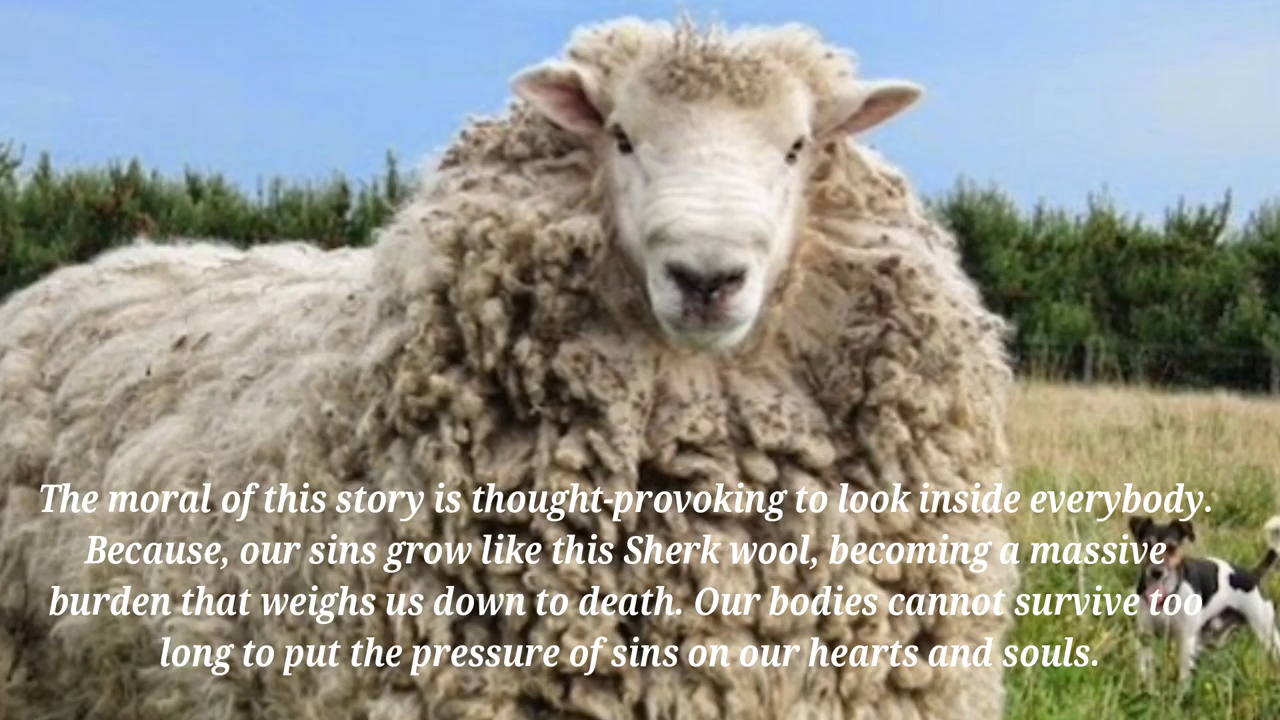 The moral of this story is thought-provoking to look inside everybody.
Because, our sins grow like this Sherk wool, becoming a massive
burden that weighs us down to death. Our bodies cannot survive too
long to put the pressure of sins on our hearts and souls.